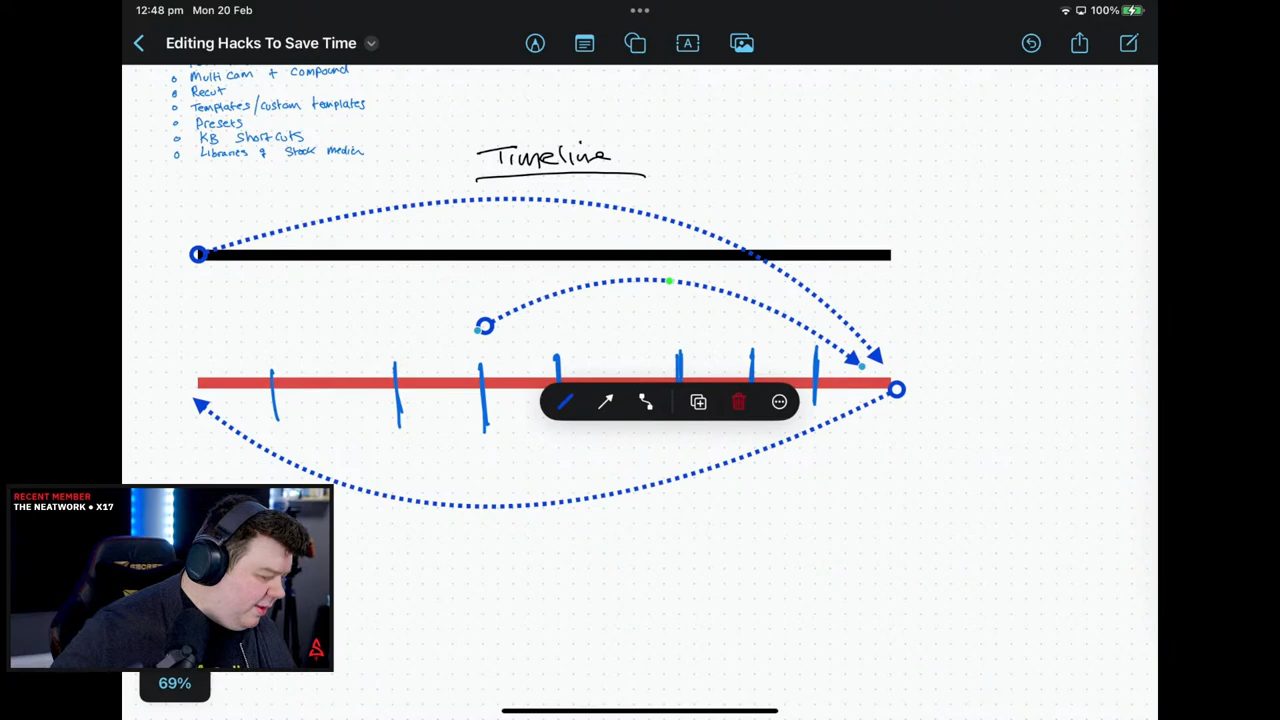 12:48 pm Mon 20 Feb
100%
Editing Hacks To Save Time
A
Multi Cam + Compound
Recut
Templates/custom templates
Presets
KB Shortcuts
Libraries & Stock media
Timeline
RECENT MEMBER
THE NEATWORK • X17
69%